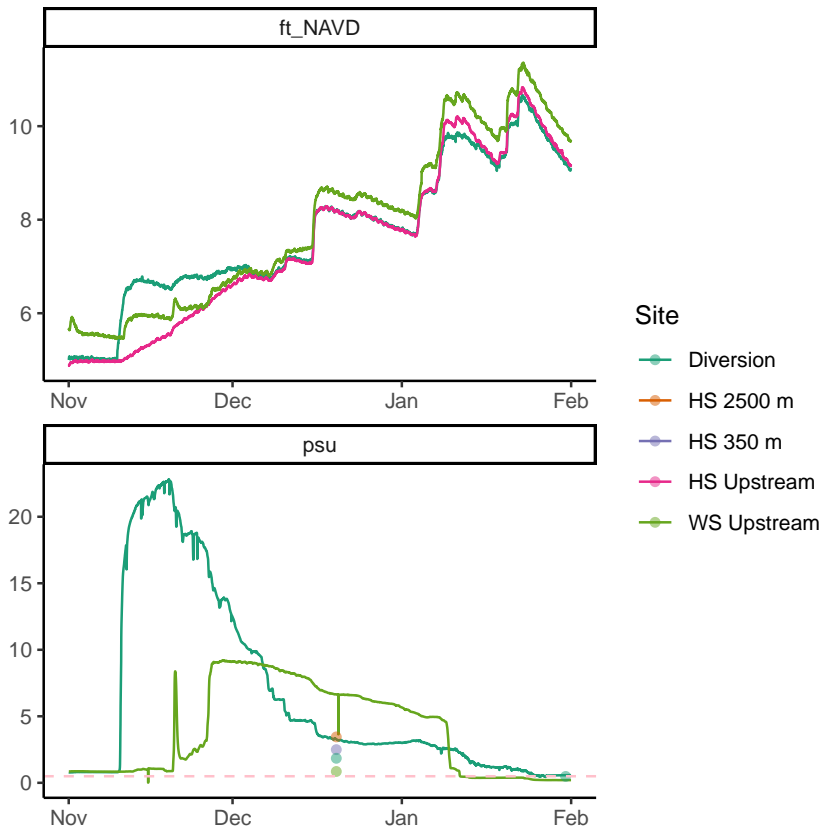 ft_NAVD
10
8
6
Nov Dec Jan Feb
psu
20
15
10
5
0
Nov Dec Jan Feb
Site
Diversion
HS 2500 m
HS 350 m
HS Upstream
WS Upstream